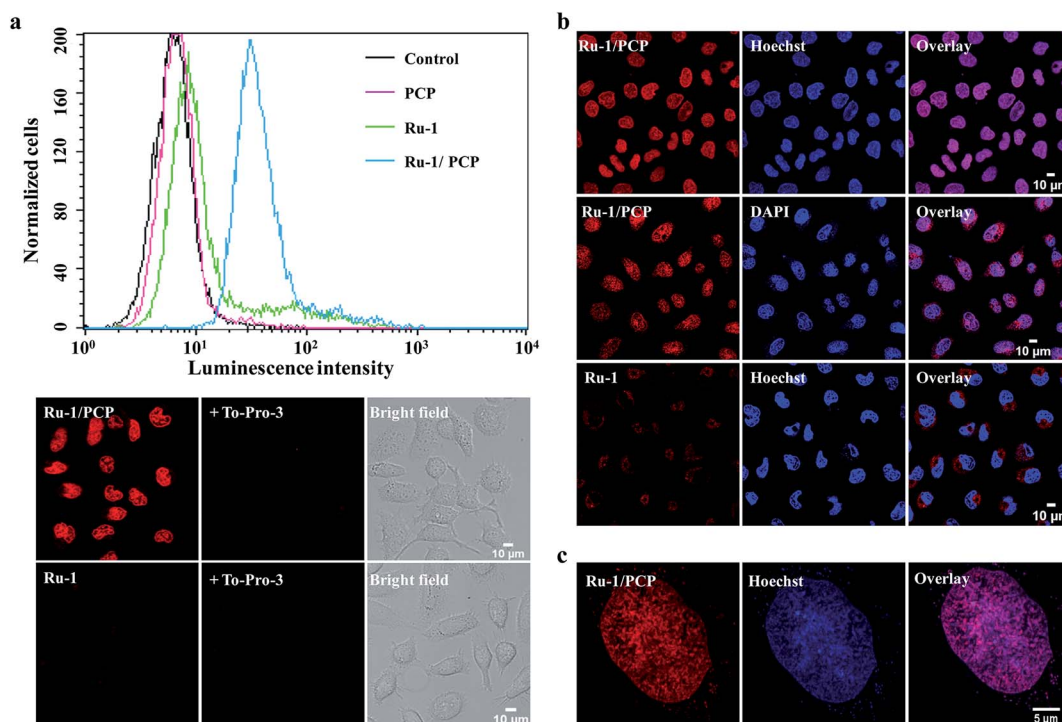 a
200
160
120
80
40
0
Normalized cells
Control
PCP
Ru-1
Ru-1/ PCP
10⁰ 10¹ 10² 10³ 10⁴
Luminescence intensity
Ru-1/PCP + To-Pro-3 Bright field
10 µm
Ru-1 + To-Pro-3 Bright field
10 µm
b
Ru-1/PCP Hoechst Overlay
10 µm
Ru-1/PCP DAPI Overlay
10 µm
Ru-1 Hoechst Overlay
10 µm
c
Ru-1/PCP Hoechst Overlay
5 µm